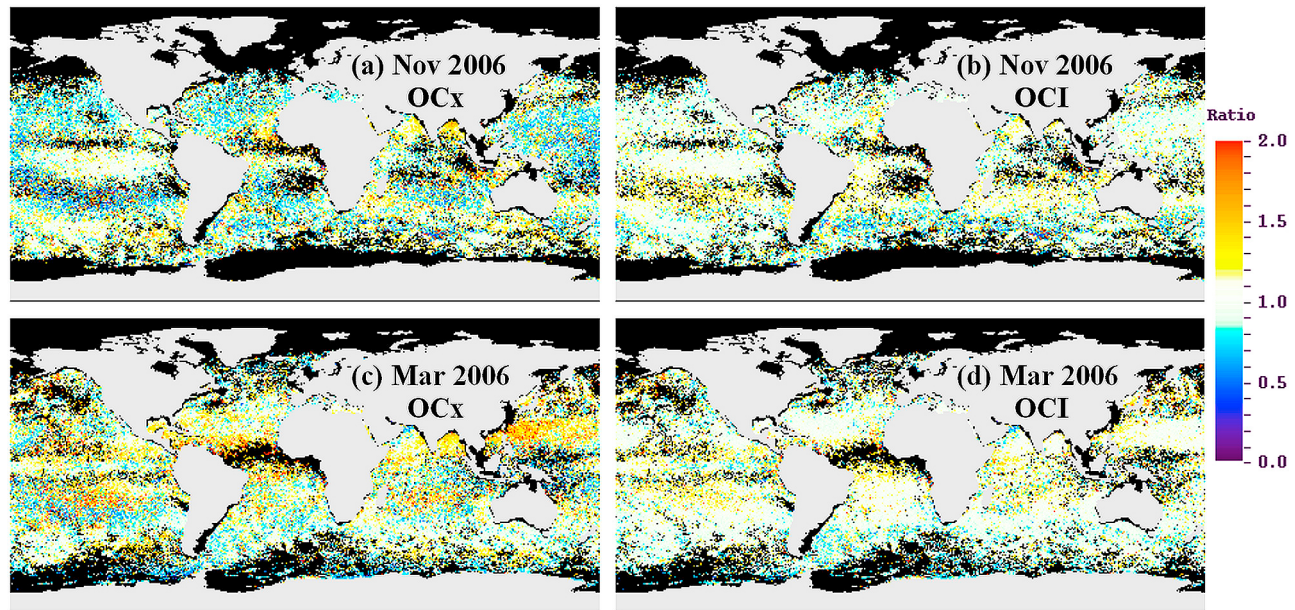 (a) Nov 2006
OCx
(b) Nov 2006
OCI
Ratio
2.0
1.5
1.0
0.5
0.0
(c) Mar 2006
OCx
(d) Mar 2006
OCI